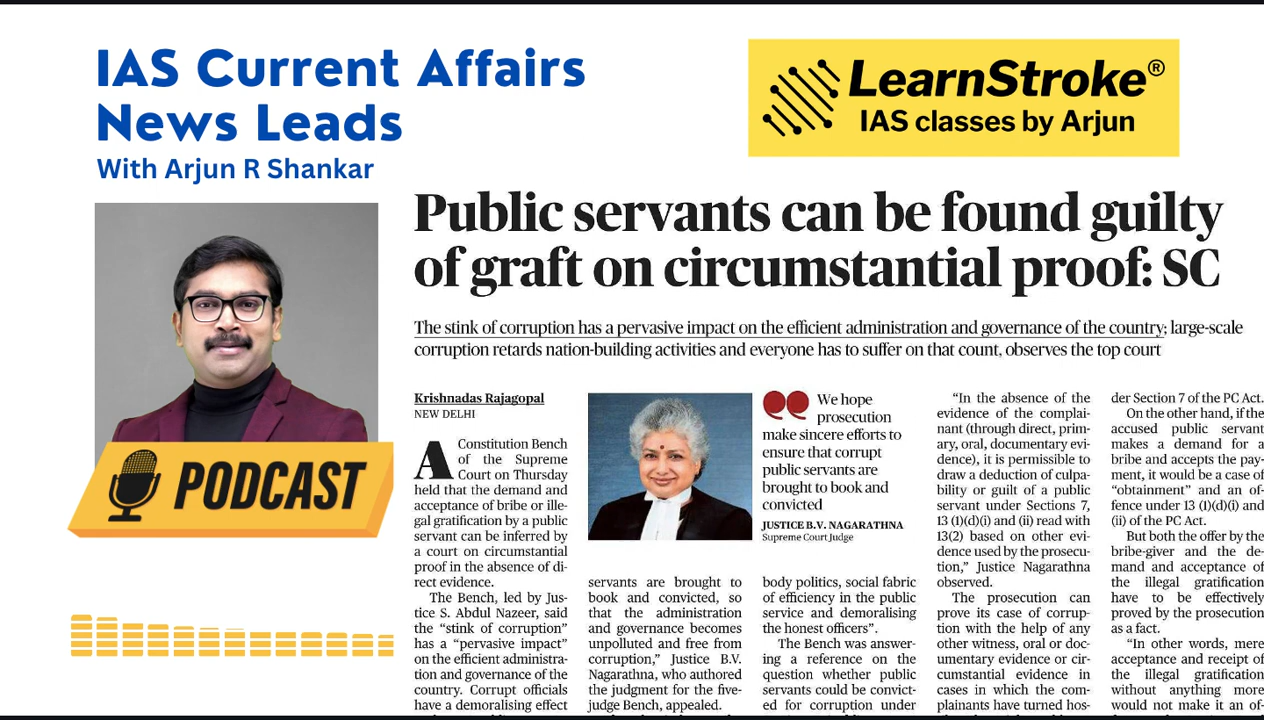 IAS Current Affairs
News Leads
With Arjun R Shankar
LearnStroke®
IAS classes by Arjun
PODCAST
Public servants can be found guilty
of graft on circumstantial proof: SC
The stink of corruption has a pervasive impact on the efficient administration and governance of the country; large-scale
corruption retards nation-building activities and everyone has to suffer on that count, observes the top court
Krishnadas Rajagopal
NEW DELHI
A Constitution Bench
of the Supreme
Court on Thursday
held that the demand and
acceptance of bribe or ille-
gal gratification by a public
servant can be inferred by
a court on circumstantial
proof in the absence of di-
rect evidence.
The Bench, led by Jus-
tice S. Abdul Nazeer, said
the “stink of corruption”
has a “pervasive impact”
on the efficient administra-
tion and governance of the
country. Corrupt officials
have a demoralising effect
servants are brought to
book and convicted, so
that the administration
and governance becomes
unpolluted and free from
corruption,” Justice B.V.
Nagarathna, who authored
the judgment for the five-
judge Bench, appealed.
We hope
prosecution
make sincere efforts to
ensure that corrupt
public servants are
brought to book and
convicted
JUSTICE B.V. NAGARATHNA
Supreme Court Judge
body politics, social fabric
of efficiency in the public
service and demoralising
the honest officers”.
The Bench was answer-
ing a reference on the
question whether public
servants could be convict-
ed for corruption under
“In the absence of the
evidence of the complai-
nant (through direct, prim-
ary, oral, documentary evi-
dence), it is permissible to
draw a deduction of culpa-
bility or guilt of a public
servant under Sections 7,
13 (1)(d)(i) and (ii) read with
13(2) based on other evi-
dence used by the prosecu-
tion,” Justice Nagarathna
observed.
The prosecution can
prove its case of corrup-
tion with the help of any
other witness, oral or doc-
umentary evidence or cir-
cumstantial evidence in
cases in which the com-
plainants have turned hos-
der Section 7 of the PC Act.
On the other hand, if the
accused public servant
makes a demand for a
bribe and accepts the pay-
ment, it would be a case of
“obtainment” and an of-
fence under 13 (1)(d)(i) and
(ii) of the PC Act.
But both the offer by the
bribe-giver and the de-
mand and acceptance of
the illegal gratification
have to be effectively
proved by the prosecution
as a fact.
“In other words, mere
acceptance and receipt of
the illegal gratification
without anything more
would not make it an of-